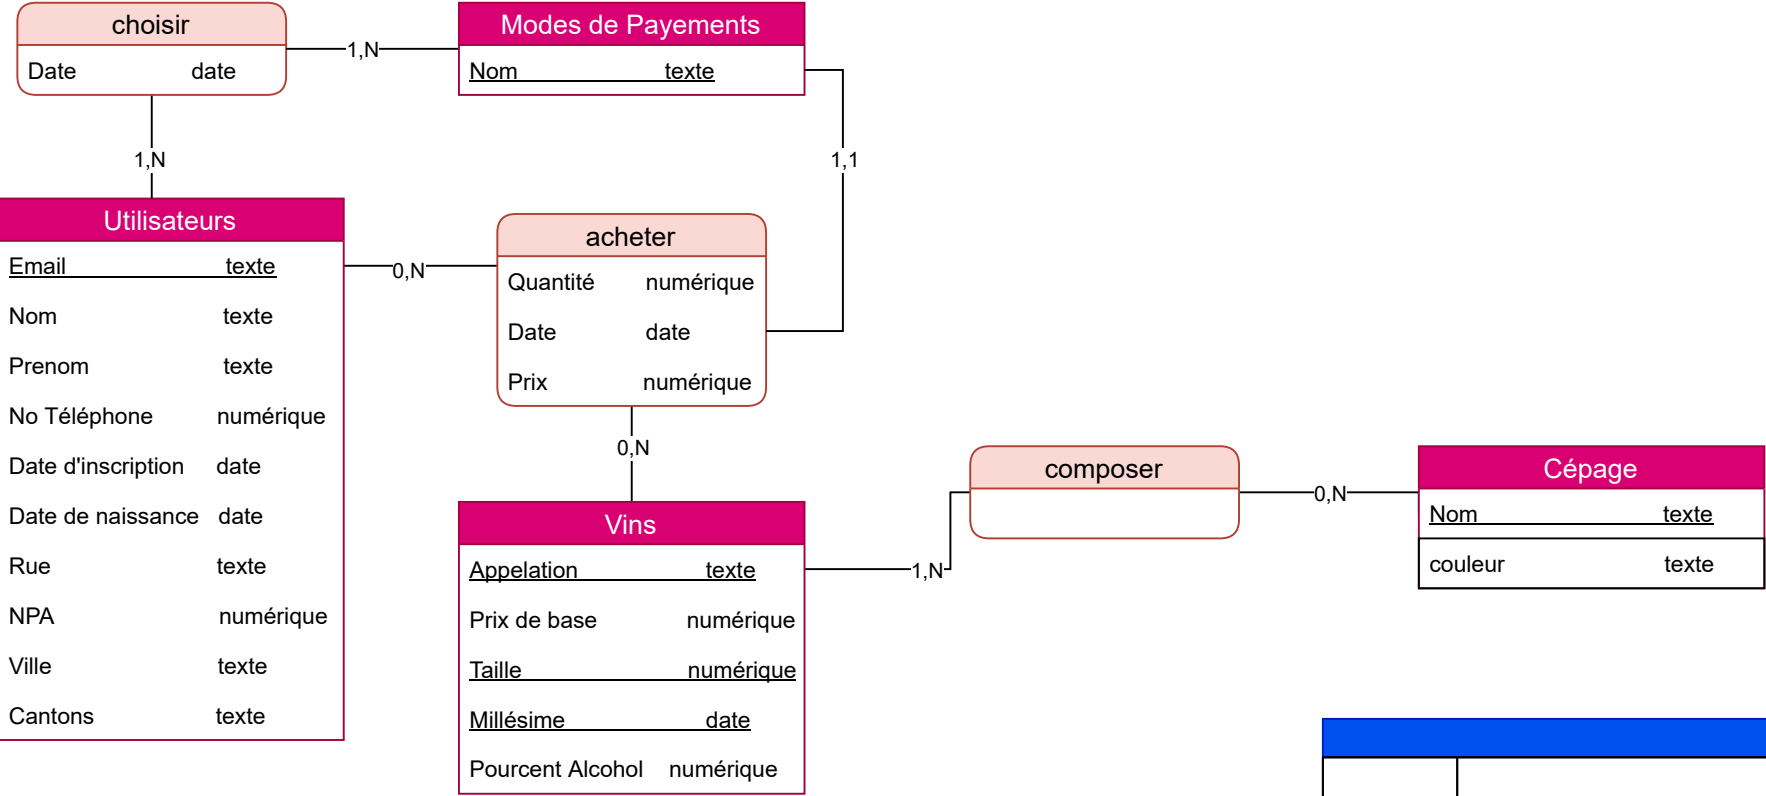 choisir
Date date
1,N
Modes de Payements
Nom texte
1,N
1,1
Utilisateurs
Email texte
Nom texte
Prenom texte
No Téléphone numérique
Date d'inscription date
Date de naissance date
Rue texte
NPA numérique
Ville texte
Cantons texte
0,N
acheter
Quantité numérique
Date date
Prix numérique
0,N
Vins
Appelation texte
Prix de base numérique
Taille numérique
Millésime date
Pourcent Alcohol numérique
1,N
composer
0,N
Cépage
Nom texte
couleur texte